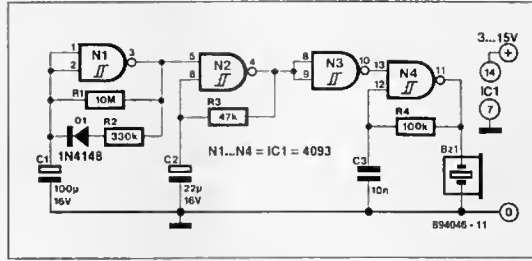 3...15V
+
N1
1
2
3
N2
5
6
4
N3
8
9
10
N4
13
12
11
14
IC1
7
R1
10M
D1
R2
330k
1N4148
R3
47k
R4
100k
N1...N4 = IC1 = 4093
C1
100µ
16V
C2
22µ
16V
C3
10n
Bz1
0
894046 - 11